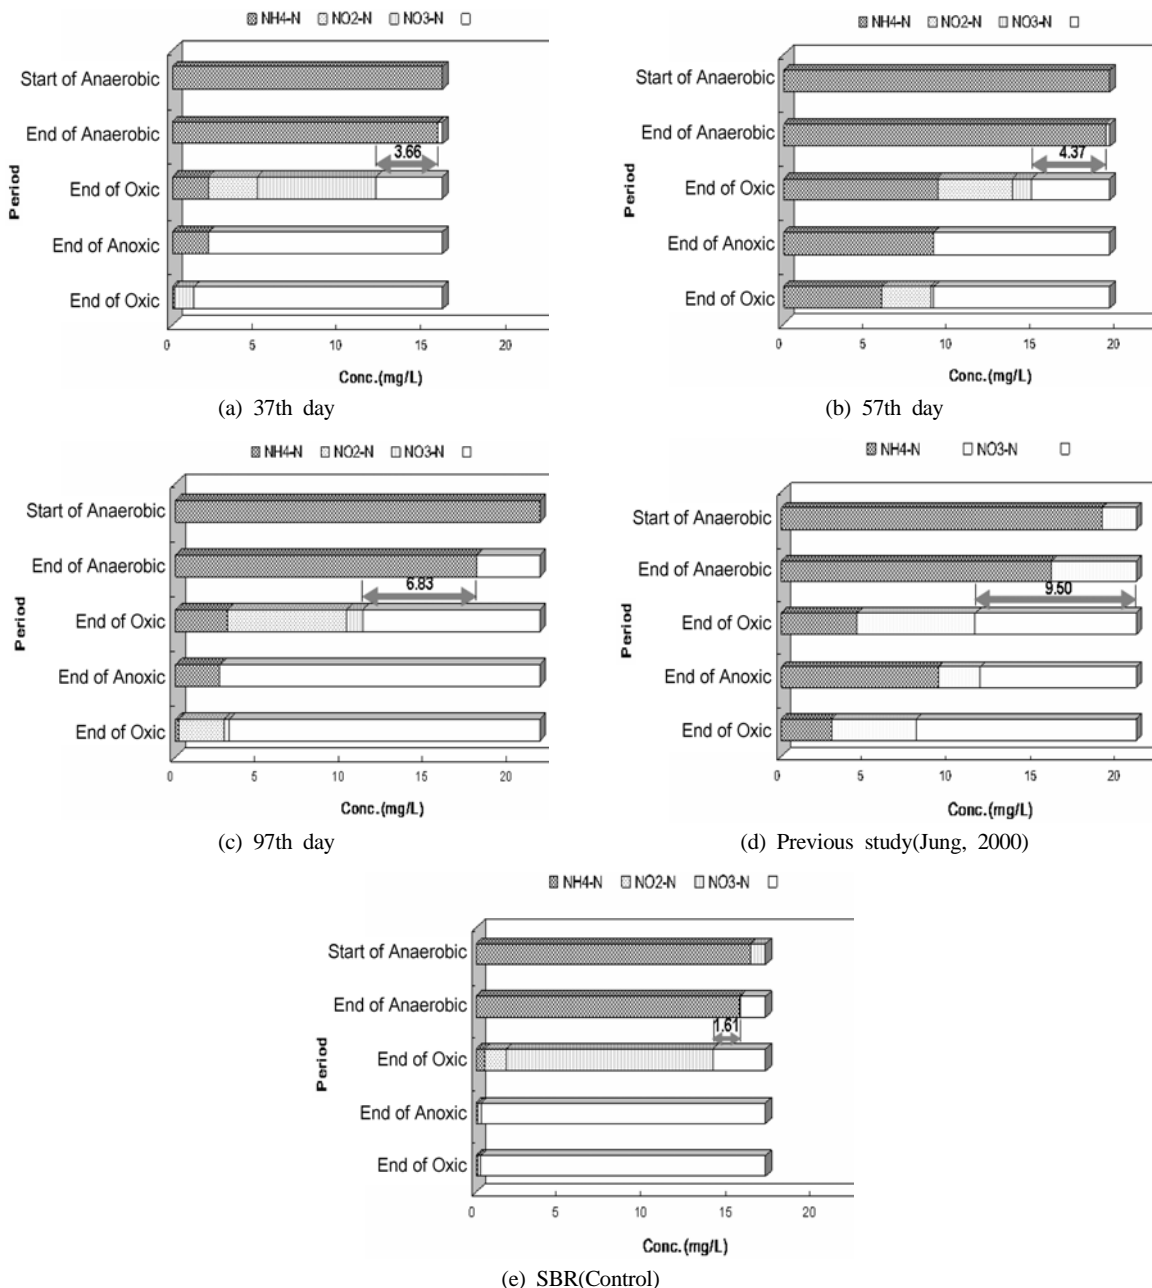 NH4-N NO2-N NO3-N
Start of Anaerobic
End of Anaerobic
3.66
End of Oxic
End of Anoxic
End of Oxic
Period
0 5 10 15 20
Conc.(mg/L)
(a) 37th day
NH4-N NO2-N NO3-N
Start of Anaerobic
End of Anaerobic
4.37
End of Oxic
End of Anoxic
End of Oxic
Period
0 5 10 15 20
Conc.(mg/L)
(b) 57th day
NH4-N NO2-N NO3-N
Start of Anaerobic
End of Anaerobic
6.83
End of Oxic
End of Anoxic
End of Oxic
Period
0 5 10 15 20
Conc.(mg/L)
(c) 97th day
NH4-N NO3-N
Start of Anaerobic
End of Anaerobic
9.50
End of Oxic
End of Anoxic
End of Oxic
Period
0 5 10 15 20
Conc.(mg/L)
(d) Previous study(Jung, 2000)
NH4-N NO2-N NO3-N
Start of Anaerobic
End of Anaerobic
1.61
End of Oxic
End of Anoxic
End of Oxic
Period
0 5 10 15 20
Conc.(mg/L)
(e) SBR(Control)